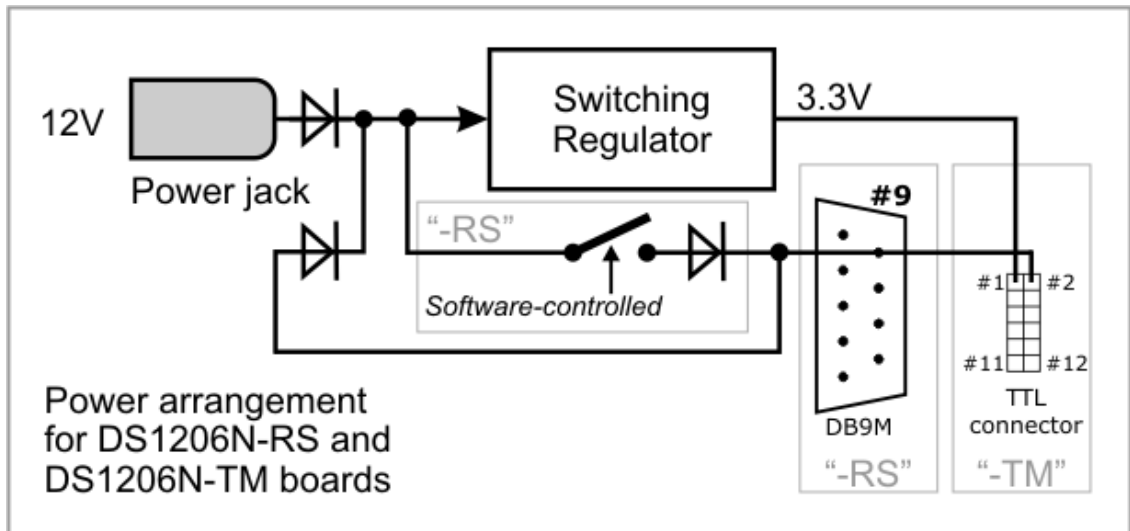 12V
Power jack
Switching
Regulator
3.3V
“-RS”
Software-controlled
#9
DB9M
“-RS”
#1
#2
#11
#12
TTL
connector
“-TM”
Power arrangement
for DS1206N-RS and
DS1206N-TM boards